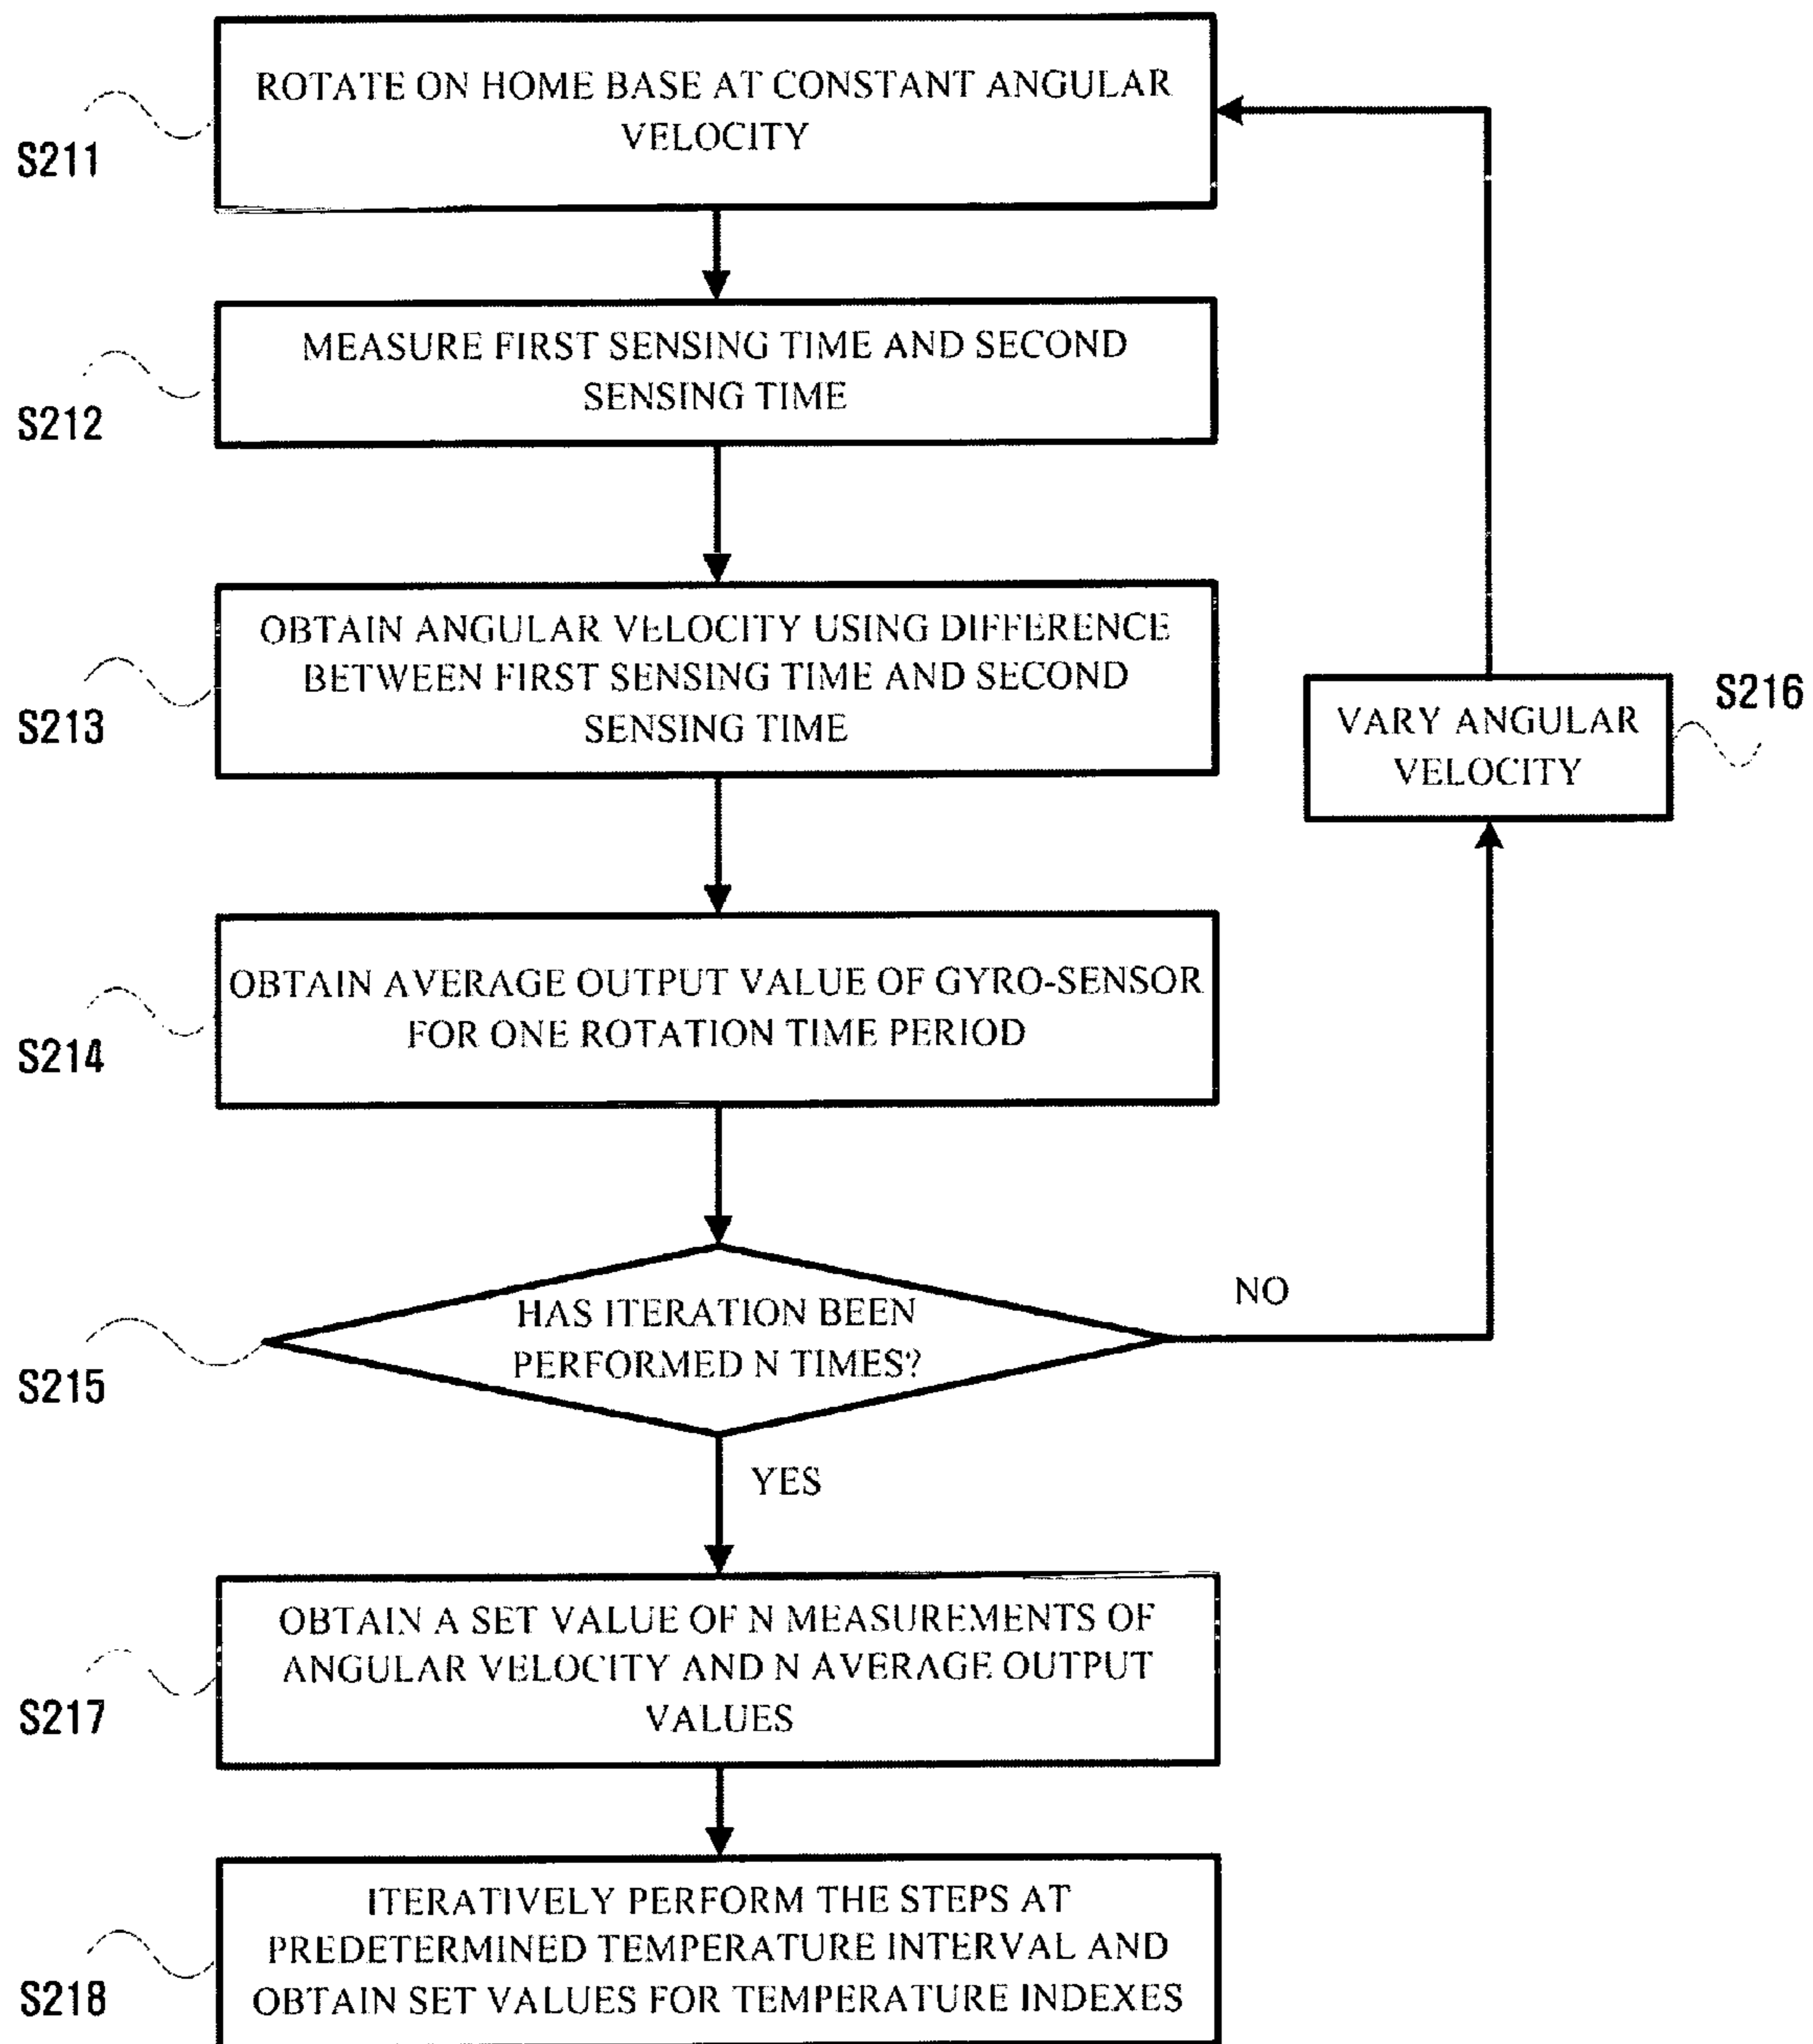 ROTATE ON HOME BASE AT CONSTANT ANGULAR
VELOCITY
S211
MEASURE FIRST SENSING TIME AND SECOND
SENSING TIME
S212
OBTAIN ANGULAR VELOCITY USING DIFFERENCE
BETWEEN FIRST SENSING TIME AND SECOND
SENSING TIME
S213
VARY ANGULAR
VELOCITY
S216
OBTAIN AVERAGE OUTPUT VALUE OF GYRO-SENSOR
FOR ONE ROTATION TIME PERIOD
S214
HAS ITERATION BEEN
PERFORMED N TIMES?
NO
S215
YES
OBTAIN A SET VALUE OF N MEASUREMENTS OF
ANGULAR VELOCITY AND N AVERAGE OUTPUT
VALUES
S217
ITERATIVELY PERFORM THE STEPS AT
PREDETERMINED TEMPERATURE INTERVAL AND
OBTAIN SET VALUES FOR TEMPERATURE INDEXES
S218